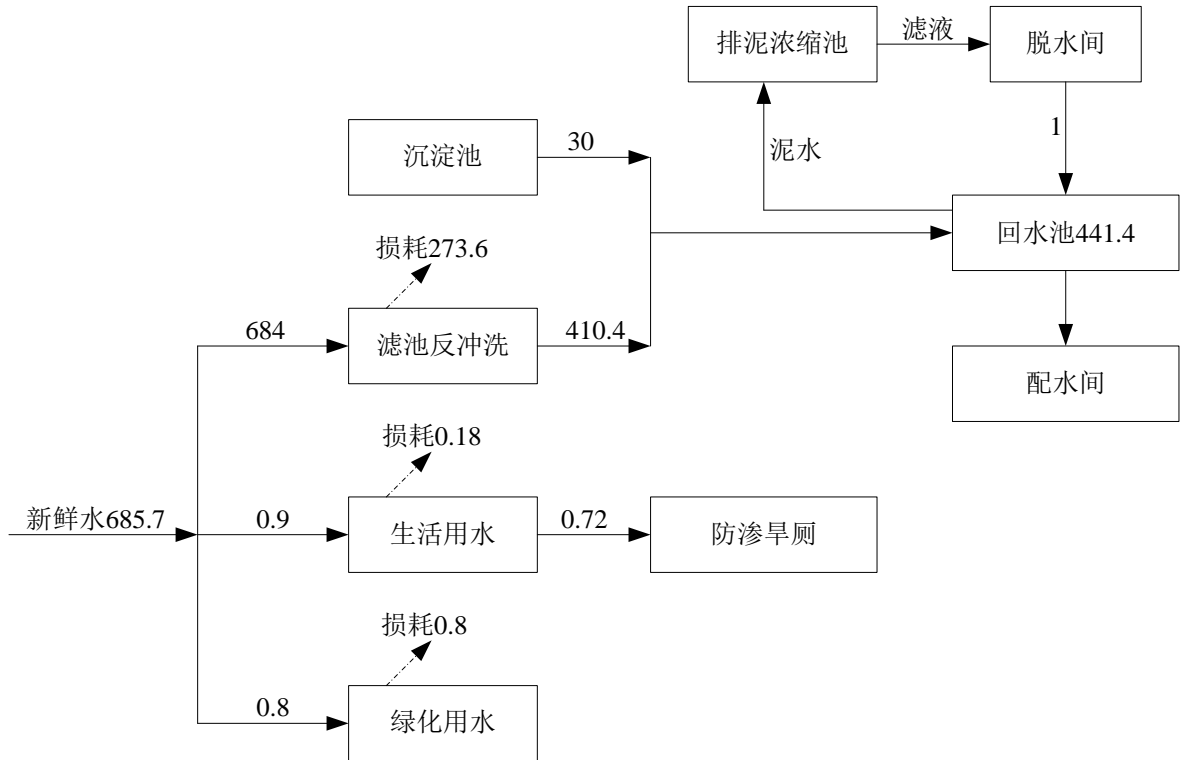 排泥浓缩池
滤液
脱水间
沉淀池
30
泥水
1
回水池441.4
损耗273.6
684
滤池反冲洗
410.4
配水间
损耗0.18
新鲜水685.7
0.9
生活用水
0.72
防渗旱厕
损耗0.8
0.8
绿化用水